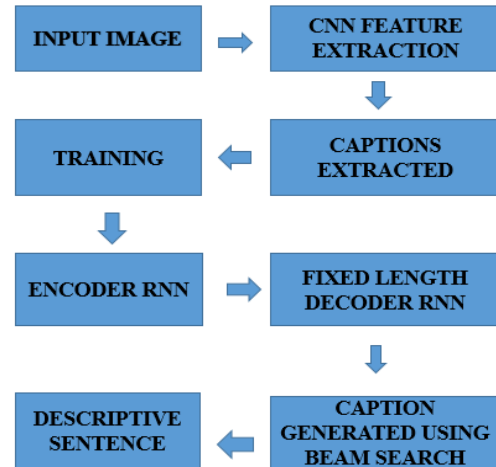 INPUT IMAGE
CNN FEATURE
EXTRACTION
CAPTIONS
EXTRACTED
TRAINING
ENCODER RNN
FIXED LENGTH
DECODER RNN
CAPTION
GENERATED USING
BEAM SEARCH
DESCRIPTIVE
SENTENCE